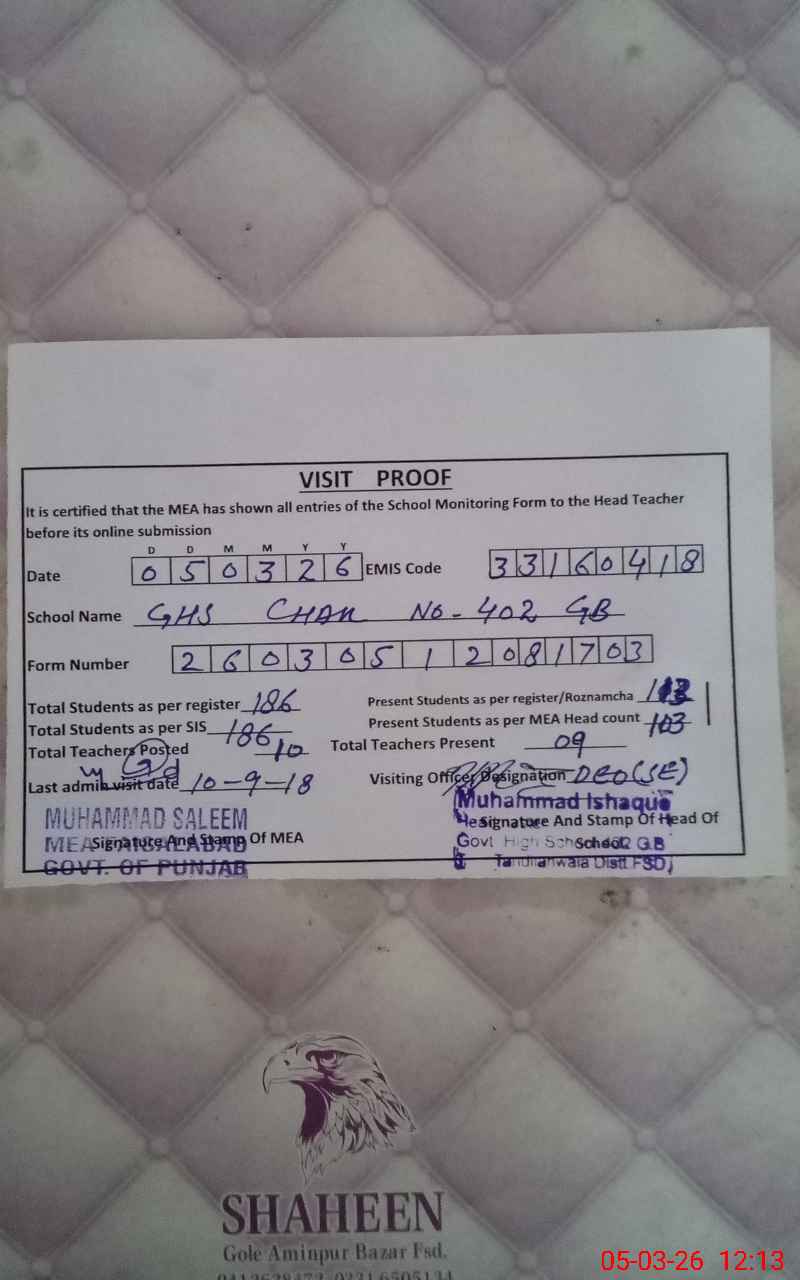 VISIT PROOF
It is certified that the MEA has shown all entries of the School Monitoring Form to the Head Teacher
before its online submission
D D M M Y Y
Date 0 5 0 3 2 6 EMIS Code 3 3 1 6 0 4 1 8
School Name GHS CHAK NO - 402 GB
Form Number 2 6 0 3 0 5 1 2 0 8 1 7 0 3
Total Students as per register 186 Present Students as per register/Roznamcha
Total Students as per SIS 186 Present Students as per MEA Head count 103
Total Teachers Posted 10 Total Teachers Present 09
Last admin visit date 10-9-18 Visiting Officer Designation DEO(SE)
MUHAMMAD SALEEM Muhammad Ishaque
Signature And Stamp Of MEA Signature And Stamp Of Head Of
MEA FAISALABAD Govt High School 402 G.B
School
GOVT. OF PUNJAB Tandlianwala Distt FSD
SHAHEEN
Gole Aminpur Bazar Fsd.
05-03-26 12:13